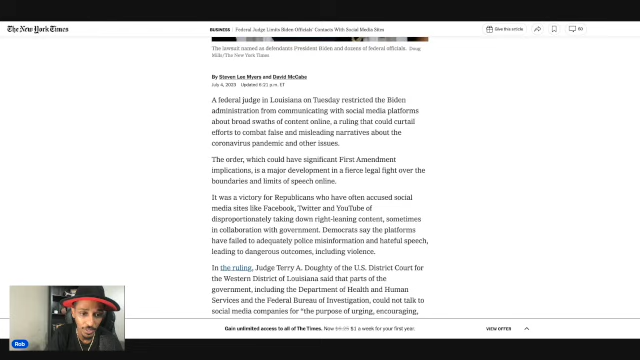 The New York Times
BUSINESS | Federal Judge Limits Biden Officials' Contacts With Social Media Sites
Give this article
60
The lawsuit named as defendants President Biden and dozens of federal officials. Doug
Mills/The New York Times
By Steven Lee Myers and David McCabe
July 4, 2023 Updated 6:21 p.m. ET
A federal judge in Louisiana on Tuesday restricted the Biden
administration from communicating with social media platforms
about broad swaths of content online, a ruling that could curtail
efforts to combat false and misleading narratives about the
coronavirus pandemic and other issues.
The order, which could have significant First Amendment
implications, is a major development in a fierce legal fight over the
boundaries and limits of speech online.
It was a victory for Republicans who have often accused social
media sites like Facebook, Twitter and YouTube of
disproportionately taking down right-leaning content, sometimes
in collaboration with government. Democrats say the platforms
have failed to adequately police misinformation and hateful speech,
leading to dangerous outcomes, including violence.
In the ruling, Judge Terry A. Doughty of the U.S. District Court for
the Western District of Louisiana said that parts of the
government, including the Department of Health and Human
Services and the Federal Bureau of Investigation, could not talk to
social media companies for "the purpose of urging, encouraging,
Gain unlimited access to all of The Times. Now $1 a week for your first year.
VIEW OFFER
Rob